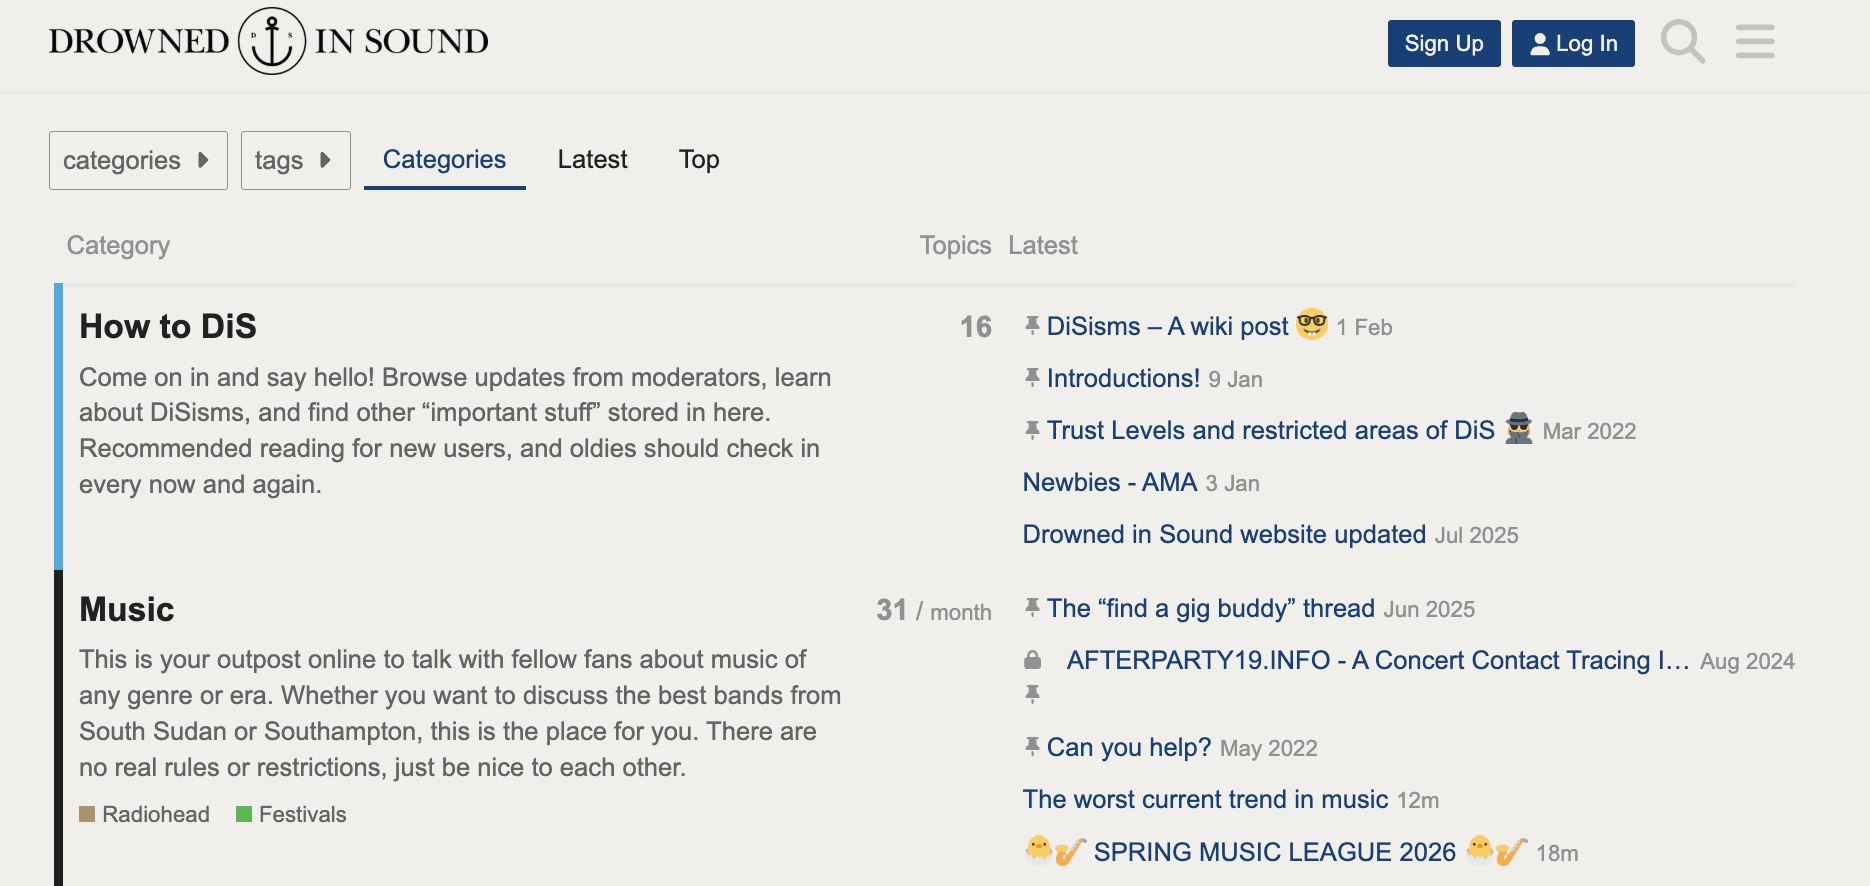 DROWNED D S IN SOUND
Sign Up
Log In
categories
tags
Categories
Latest
Top
Category
Topics
Latest
How to DiS
16
Come on in and say hello! Browse updates from moderators, learn
about DiSisms, and find other “important stuff” stored in here.
Recommended reading for new users, and oldies should check in
every now and again.
DiSisms – A wiki post 🤓 1 Feb
Introductions! 9 Jan
Trust Levels and restricted areas of DiS 🕵️ Mar 2022
Newbies - AMA 3 Jan
Drowned in Sound website updated Jul 2025
Music
31 / month
This is your outpost online to talk with fellow fans about music of
any genre or era. Whether you want to discuss the best bands from
South Sudan or Southampton, this is the place for you. There are
no real rules or restrictions, just be nice to each other.
Radiohead
Festivals
The “find a gig buddy” thread Jun 2025
AFTERPARTY19.INFO - A Concert Contact Tracing I… Aug 2024
Can you help? May 2022
The worst current trend in music 12m
🐣🎷 SPRING MUSIC LEAGUE 2026 🐣🎷 18m